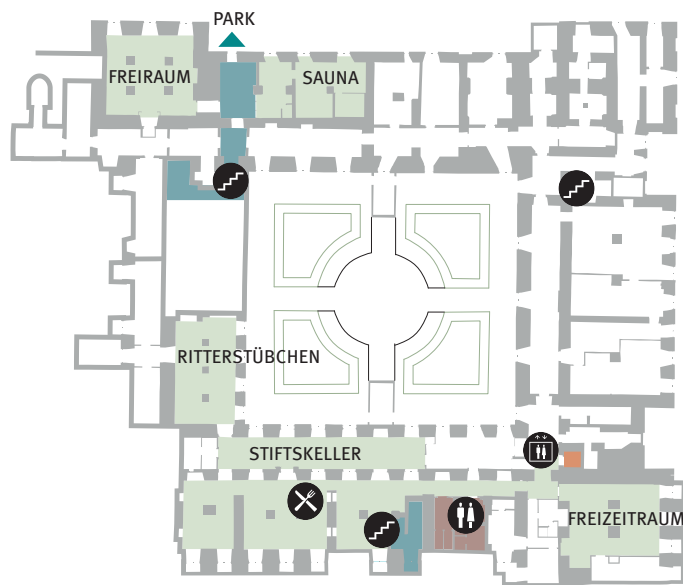 PARK
FREIRAUM
SAUNA
RITTERSTÜBCHEN
STIFTSKELLER
FREIZEITRAUM